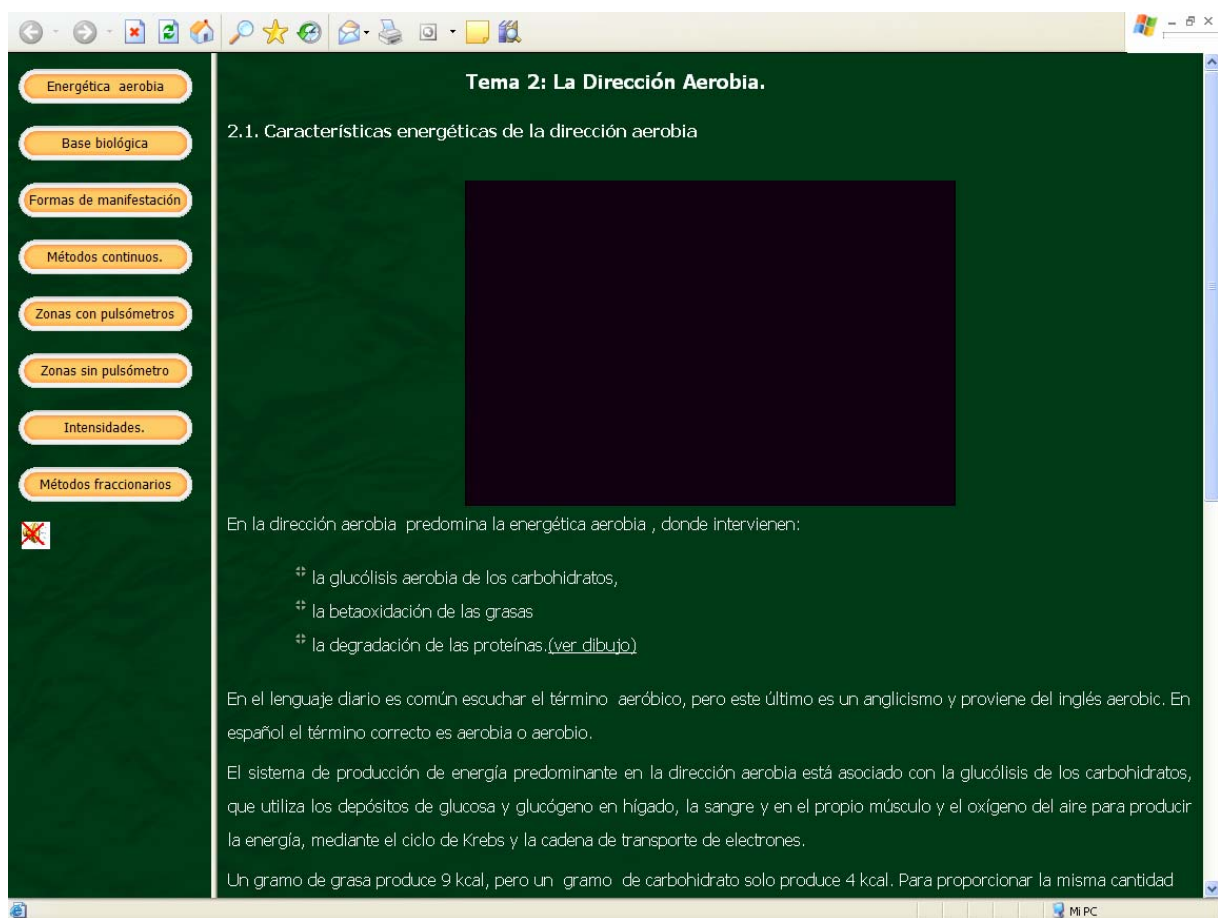 Energética aerobia
Base biológica
Formas de manifestación
Métodos continuos.
Zonas con pulsómetros
Zonas sin pulsómetro
Intensidades.
Métodos fraccionarios
Tema 2: La Dirección Aerobia.
2.1. Características energéticas de la dirección aerobia
En la dirección aerobia predomina la energética aerobia , donde intervienen:
la glucólisis aerobia de los carbohidratos,
la betaoxidación de las grasas
la degradación de las proteínas.(ver dibujo)
En el lenguaje diario es común escuchar el término aeróbico, pero este último es un anglicismo y proviene del inglés aerobic. En
español el término correcto es aerobia o aerobio.
El sistema de producción de energía predominante en la dirección aerobia está asociado con la glucólisis de los carbohidratos,
que utiliza los depósitos de glucosa y glucógeno en hígado, la sangre y en el propio músculo y el oxígeno del aire para producir
la energía, mediante el ciclo de Krebs y la cadena de transporte de electrones.
Un gramo de grasa produce 9 kcal, pero un gramo de carbohidrato solo produce 4 kcal. Para proporcionar la misma cantidad
Mi PC